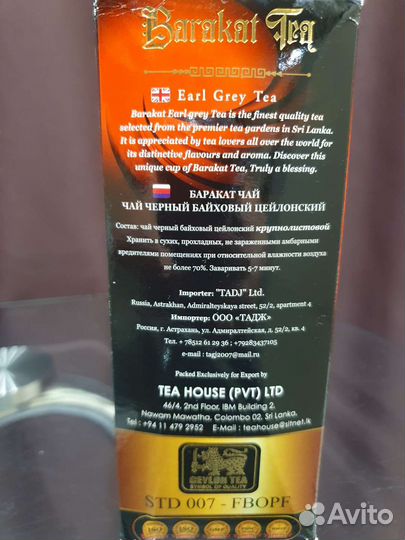 Barakat Tea
Earl Grey Tea
Barakat Earl grey Tea is the finest quality tea
selected from the premier tea gardens in Sri Lanka.
It is appreciated by tea lovers all over the world for
its distinctive flavours and aroma. Discover this
unique cup of Barakat Tea, Truly a blessing.
БАРАКАТ ЧАЙ
ЧАЙ ЧЕРНЫЙ БАЙХОВЫЙ ЦЕЙЛОНСКИЙ
Состав: чай черный байховый цейлонский крупнолистовой
Хранить в сухих, прохладных, не зараженными амбарными
вредителями помещениях при относительной влажности воздуха
не более 70%. Заваривать 5-7 минут.
Importer: "TADJ" Ltd.
Russia, Astrakhan, Admiralteyskaya street, 52/2, apartment 4
Импортер: ООО «ТАДЖ»
Россия, г. Астрахань, ул. Адмиралтейская, д. 52/2, кв. 4
Тел. + 78512 61 29 36 : +79283437105
e-mail : tagj2007@mail.ru
Packed Exclusively for Export by
TEA HOUSE (PVT) LTD
46/4, 2nd Floor, IBM Building 2,
Nawam Mawatha, Colombo 02. Sri Lanka.
Tel : +94 11 479 2952 E-Mail : teahouse@sltnet.lk
CEYLON TEA
SYMBOL OF QUALITY
STD 007 - FBOPF
Avito